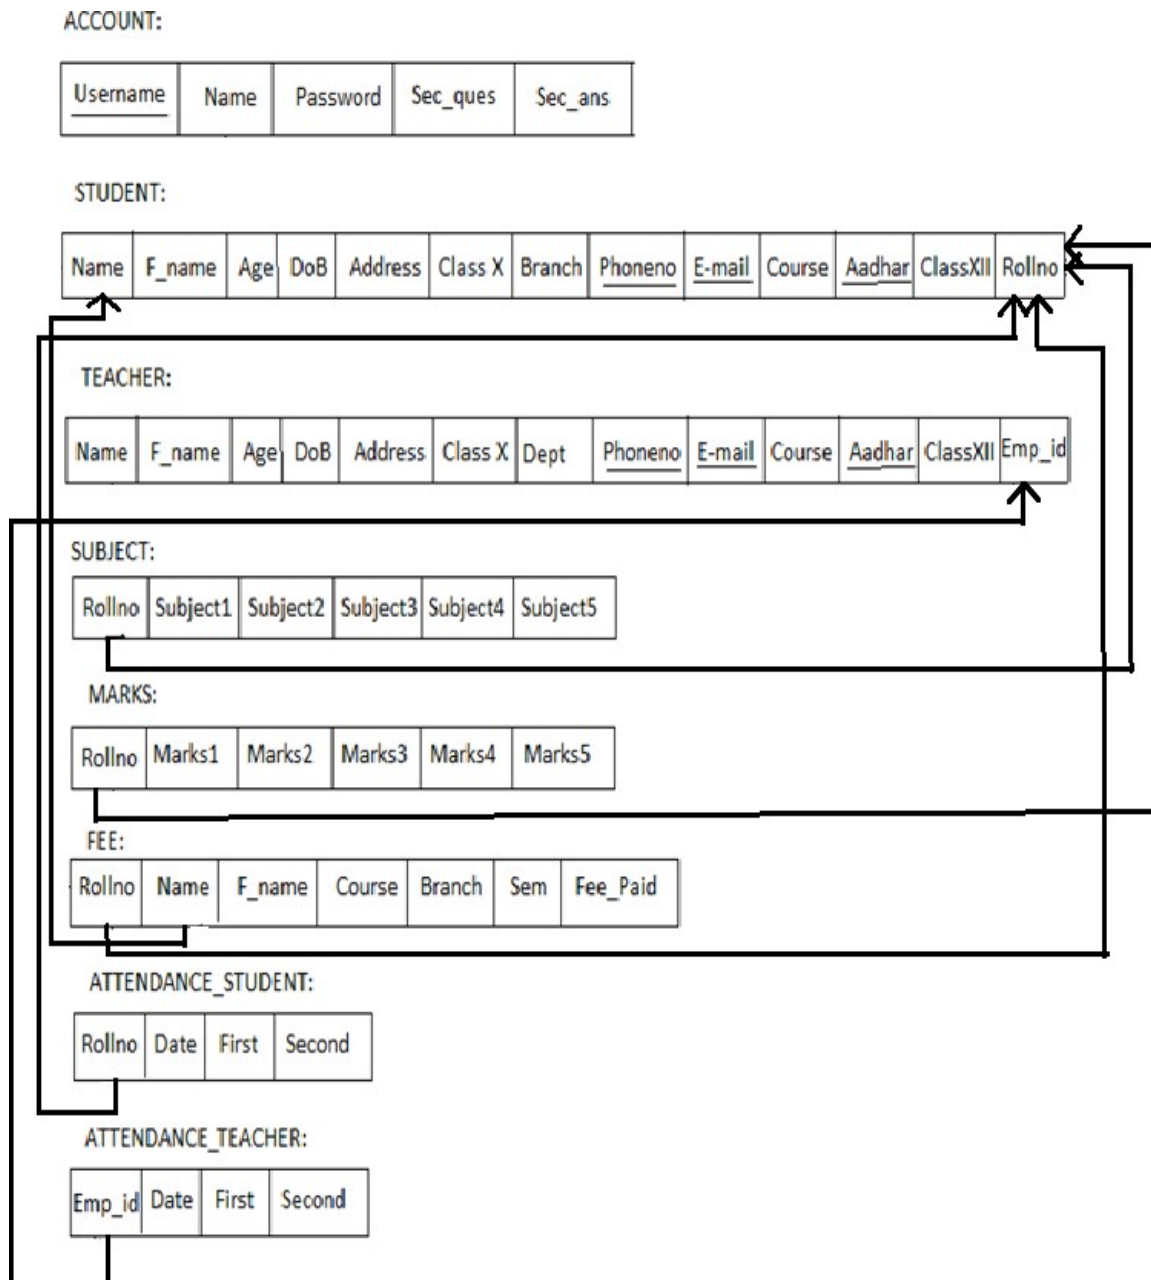 ACCOUNT:
Username Name Password Sec_ques Sec_ans
STUDENT:
Name F_name Age DoB Address Class X Branch Phoneno E-mail Course Aadhar ClassXII Rollno
TEACHER:
Name F_name Age DoB Address Class X Dept Phoneno E-mail Course Aadhar ClassXII Emp_id
SUBJECT:
Rollno Subject1 Subject2 Subject3 Subject4 Subject5
MARKS:
Rollno Marks1 Marks2 Marks3 Marks4 Marks5
FEE:
Rollno Name F_name Course Branch Sem Fee_Paid
ATTENDANCE_STUDENT:
Rollno Date First Second
ATTENDANCE_TEACHER:
Emp_id Date First Second